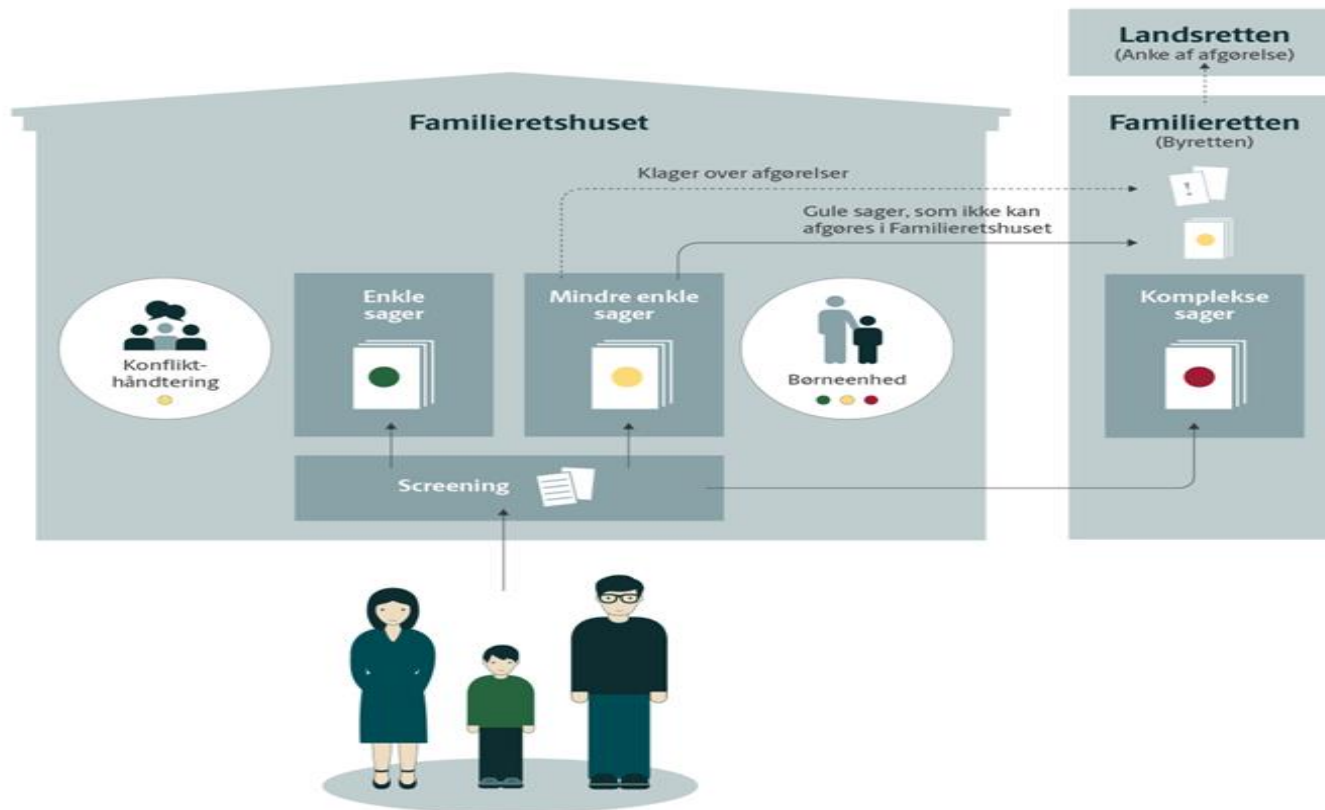 Landsretten
(Anke af afgørelse)
Familieretshuset
Familieretten
(Byretten)
Klager over afgørelser
!
Gule sager, som ikke kan
afgøres i Familieretshuset
Konflikt-
håndtering
Enkle
sager
Mindre enkle
sager
Børneenhed
Komplekse
sager
Screening